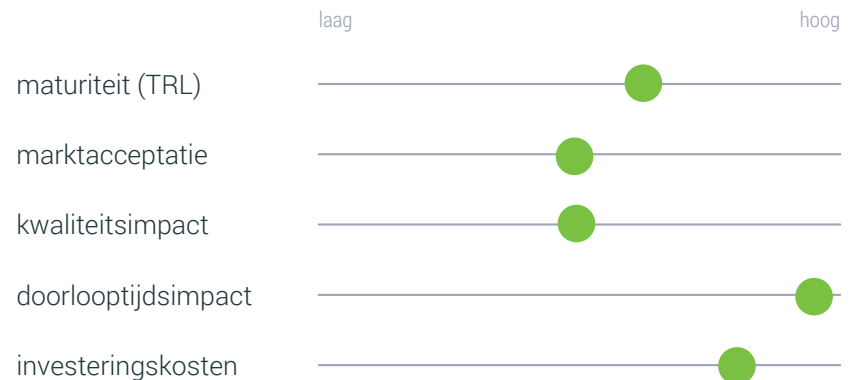 laag hoog
maturiteit (TRL)
marktacceptatie
kwaliteitsimpact
doorlooptijdsimpact
investeringskosten